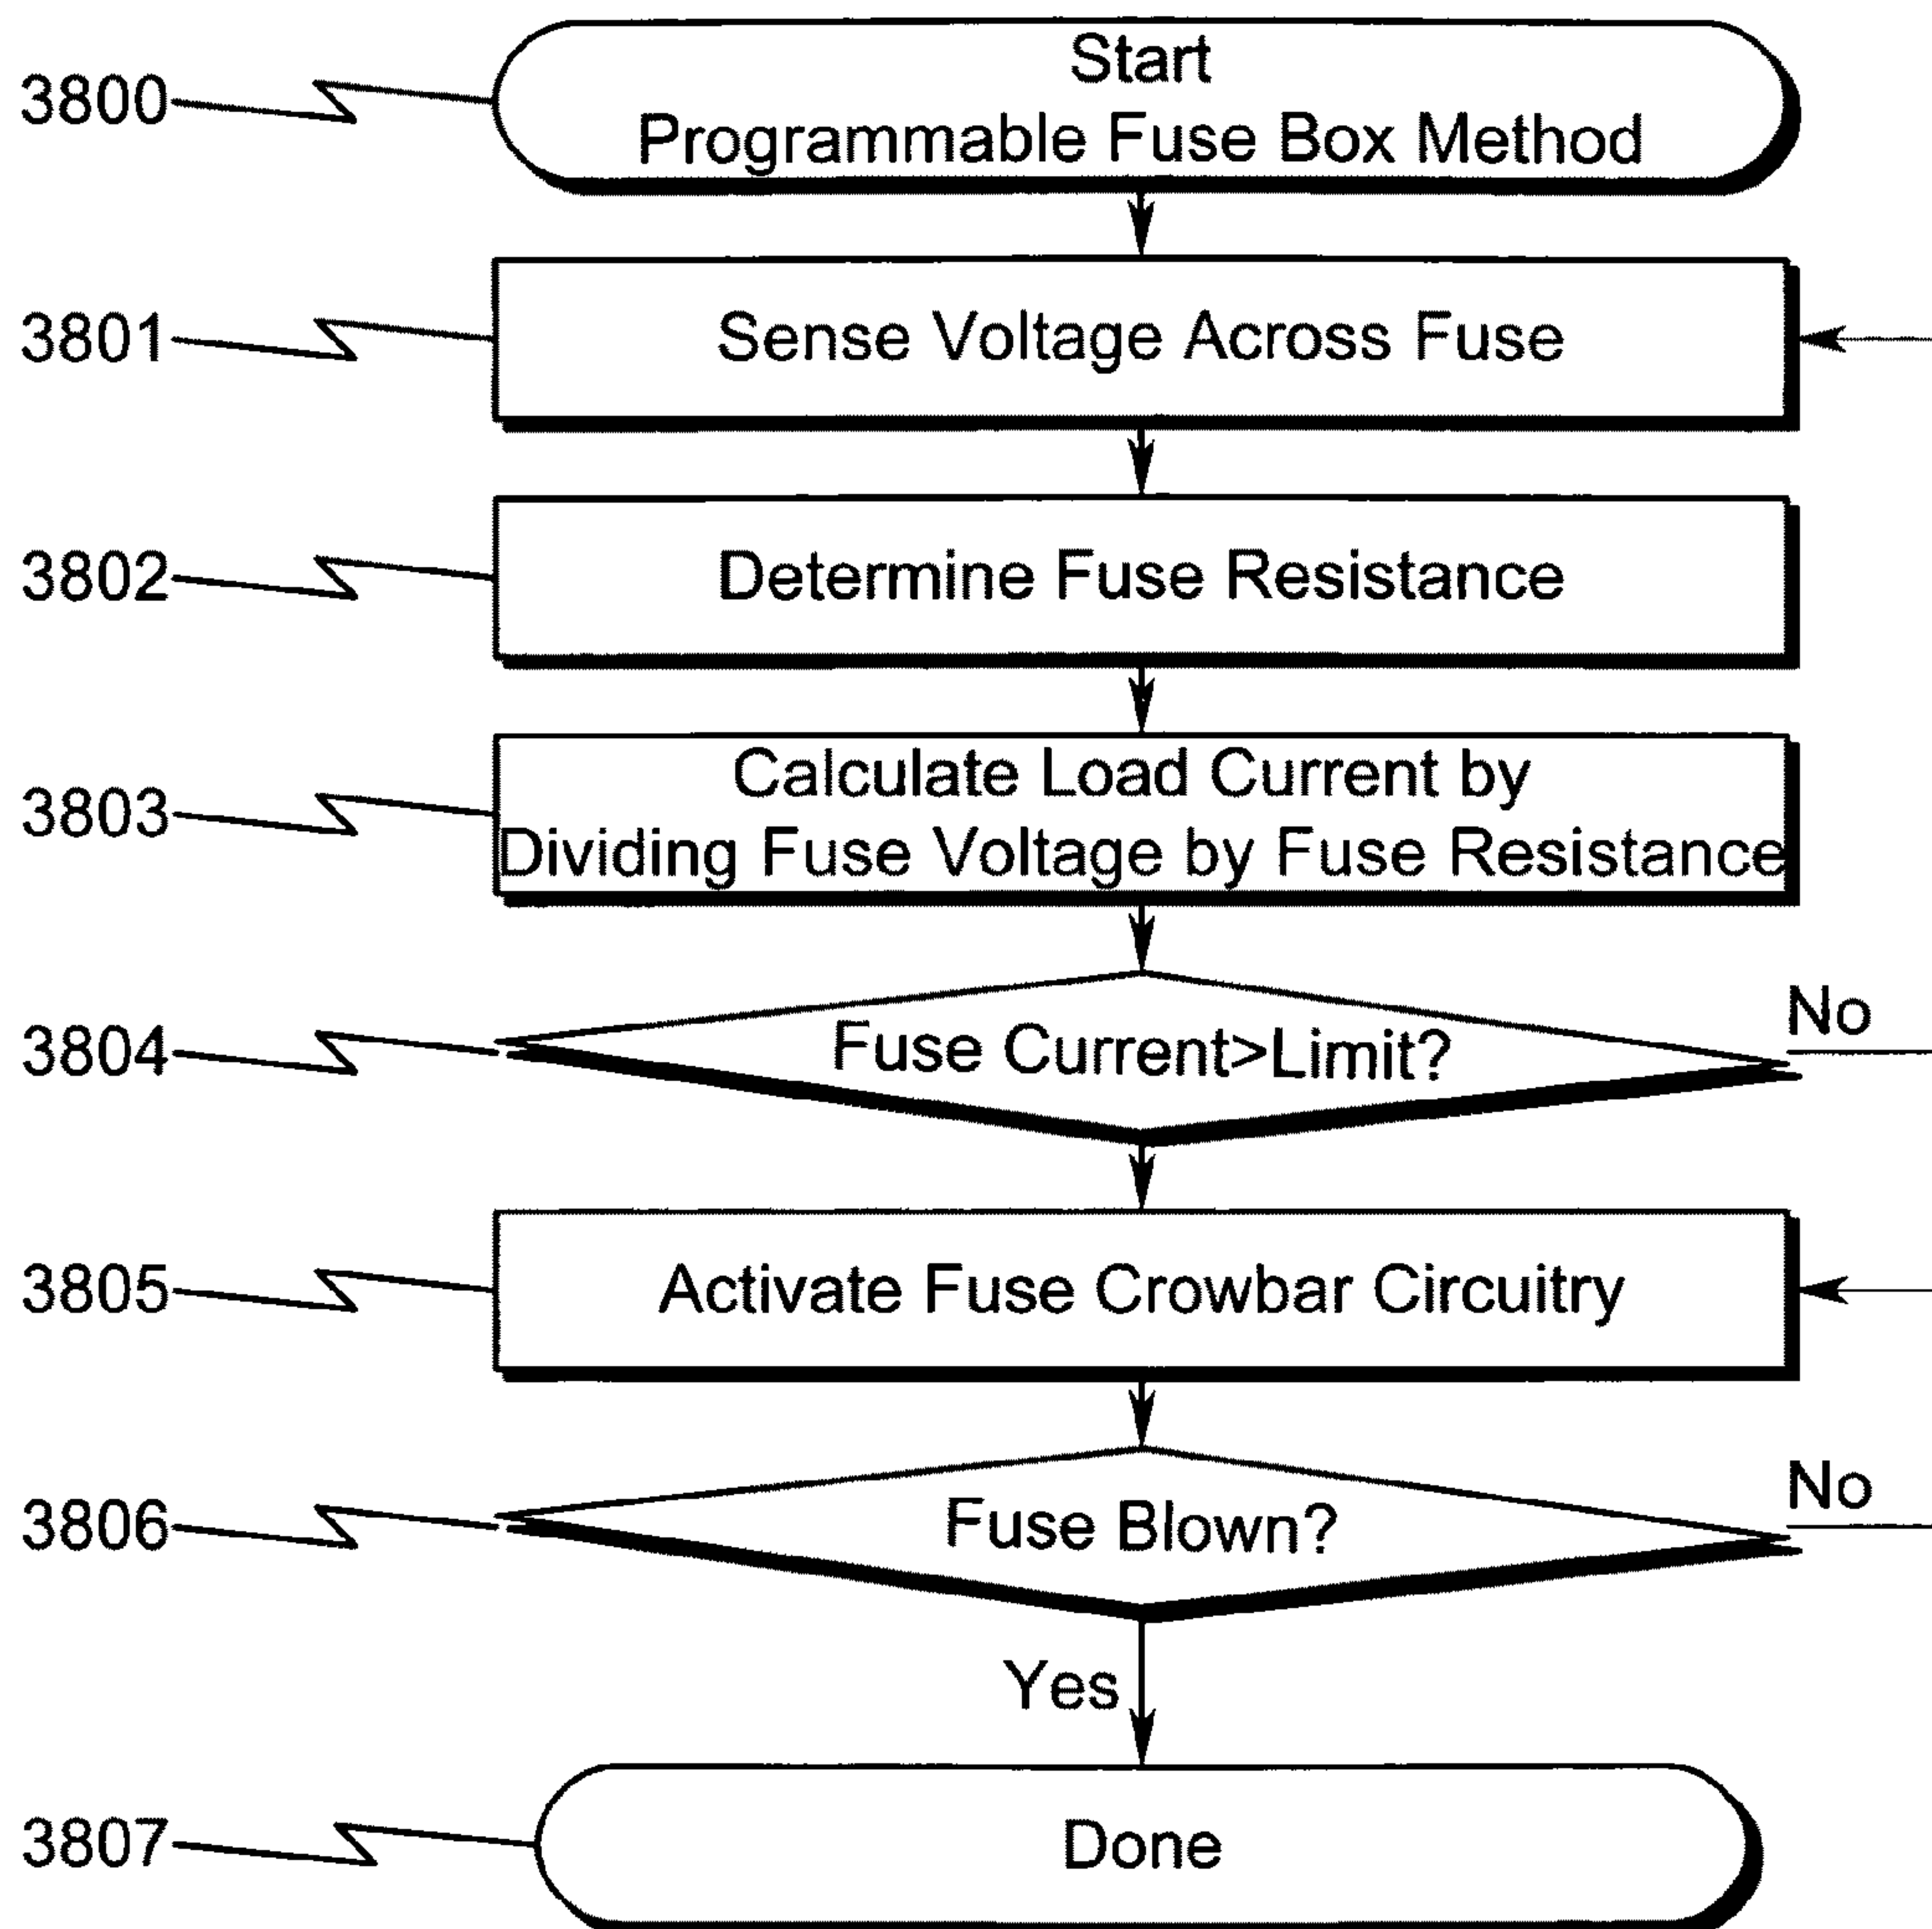 3800
Start
Programmable Fuse Box Method
3801
Sense Voltage Across Fuse
3802
Determine Fuse Resistance
3803
Calculate Load Current by
Dividing Fuse Voltage by Fuse Resistance
3804
Fuse Current>Limit?
No
3805
Activate Fuse Crowbar Circuitry
3806
Fuse Blown?
No
Yes
3807
Done